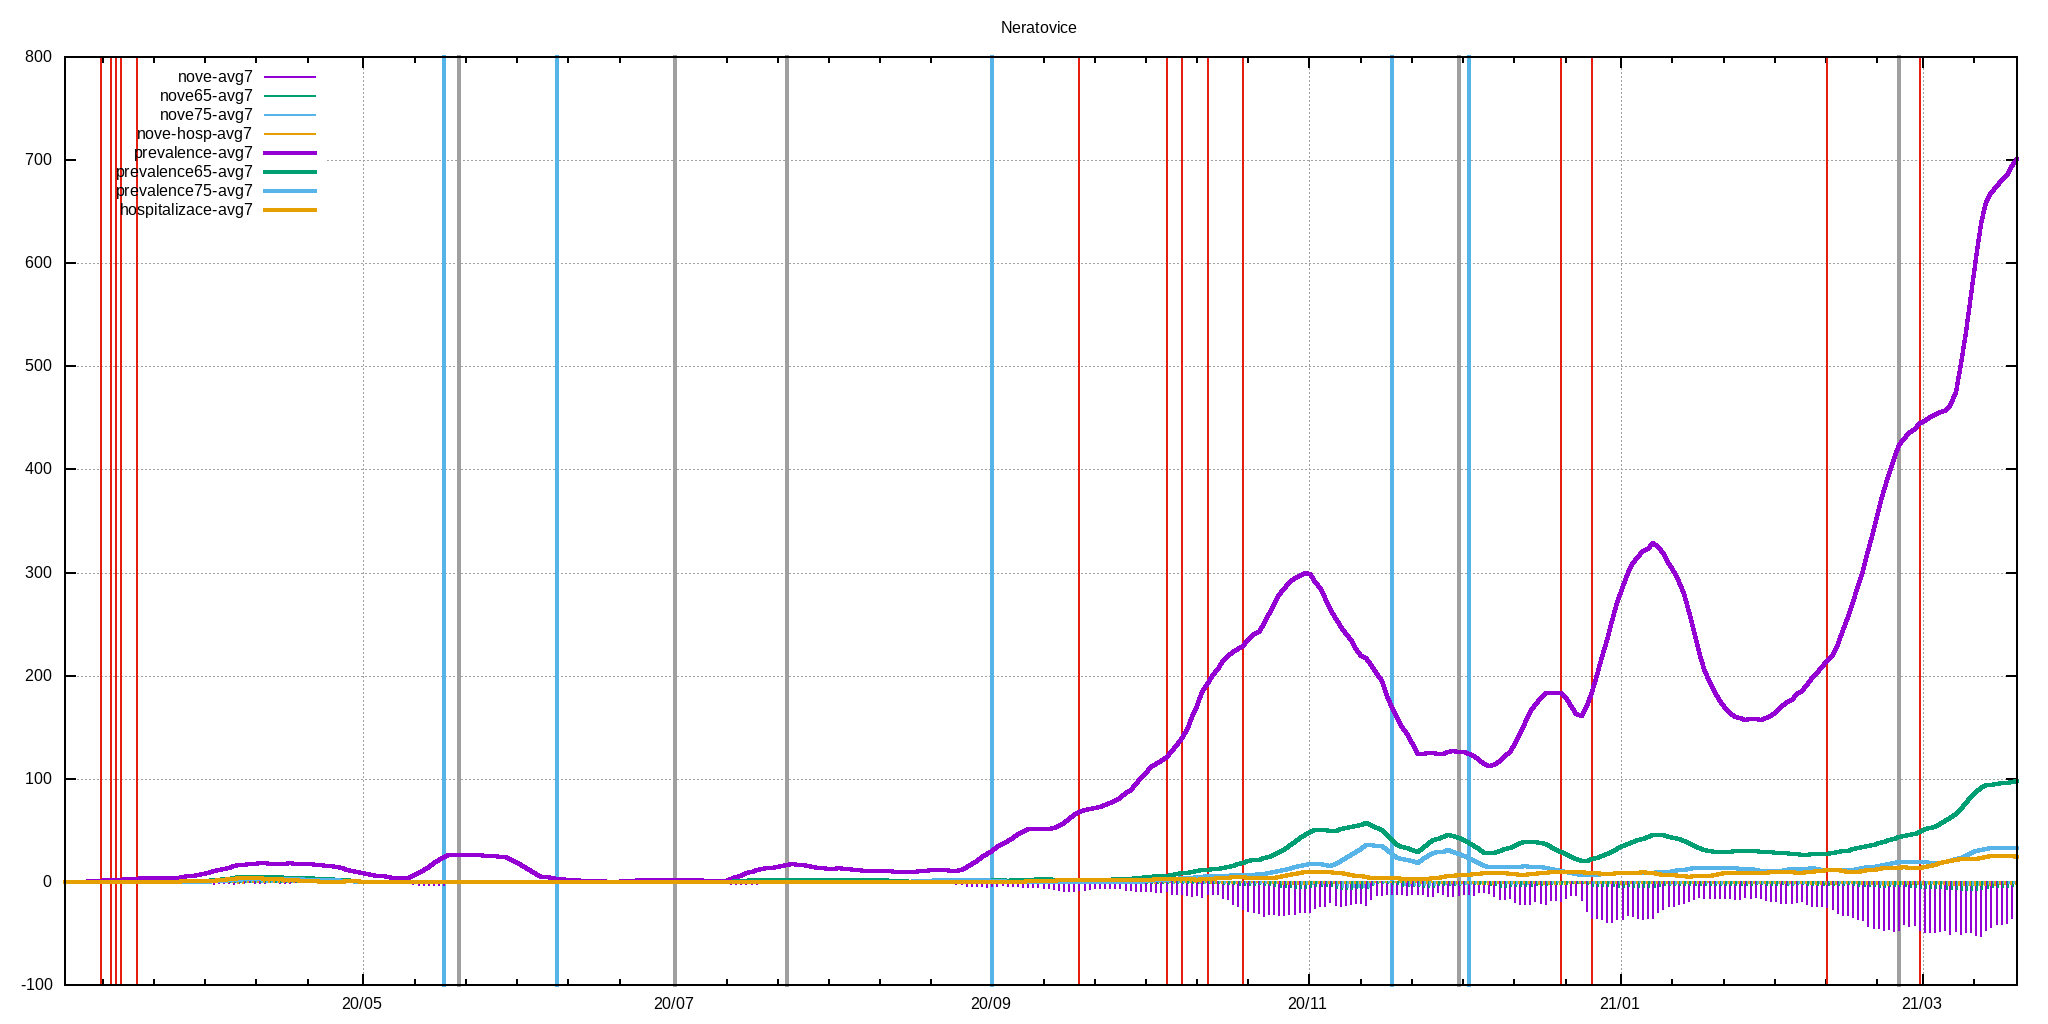 Neratovice
800
700
600
500
400
300
200
100
0
-100
nove-avg7
nove65-avg7
nove75-avg7
nove-hosp-avg7
prevalence-avg7
prevalence65-avg7
prevalence75-avg7
hospitalizace-avg7
20/05
20/07
20/09
20/11
21/01
21/03